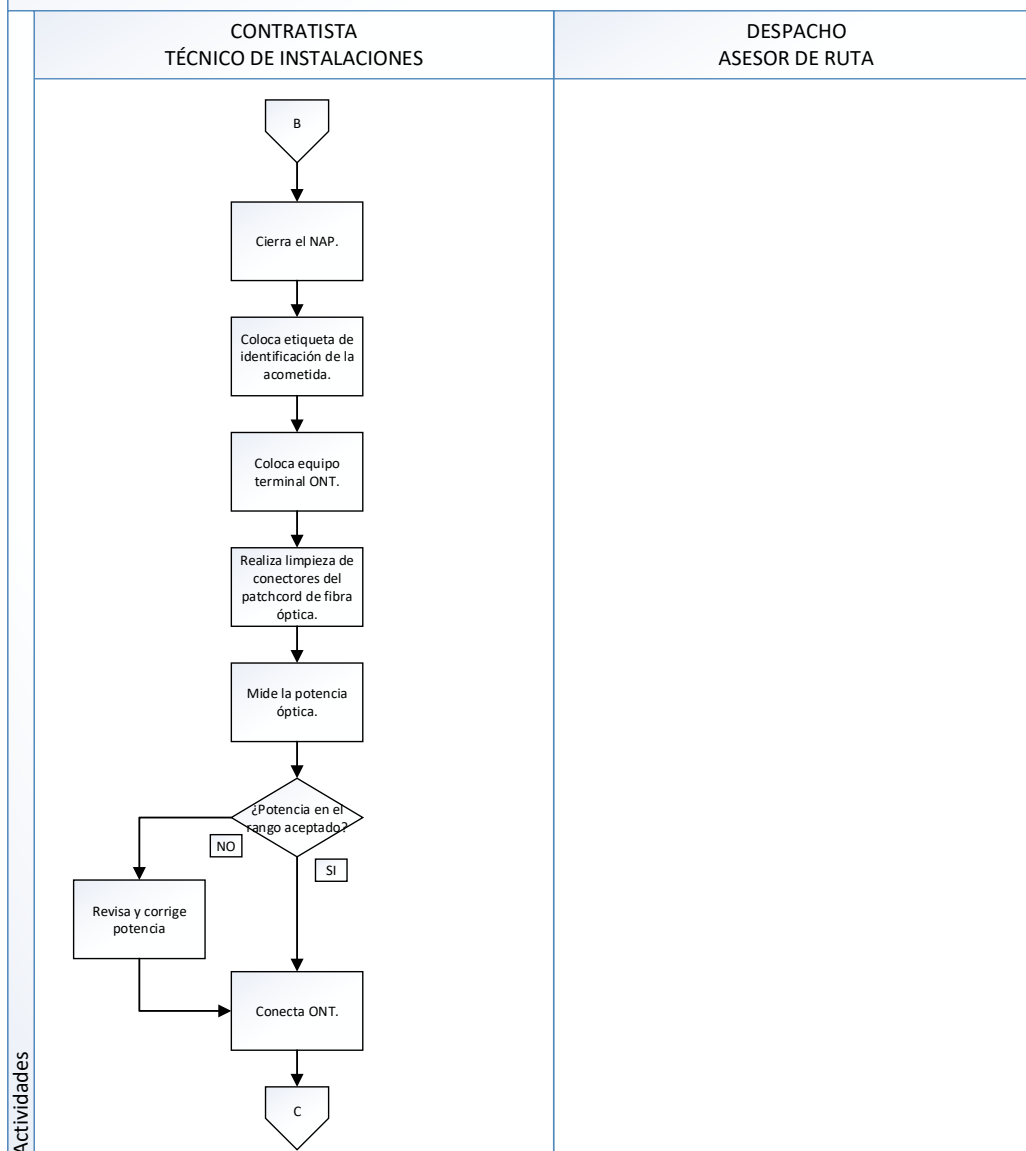 CONTRATISTA
TÉCNICO DE INSTALACIONES
DESPACHO
ASESOR DE RUTA
B
Cierra el NAP.
Coloca etiqueta de
identificación de la
acometida.
Coloca equipo
terminal ONT.
Realiza limpieza de
conectores del
patchcord de fibra
óptica.
Mide la potencia
óptica.
¿Potencia en el
rango aceptado?
NO
SI
Revisa y corrige
potencia
Conecta ONT.
C
Actividades